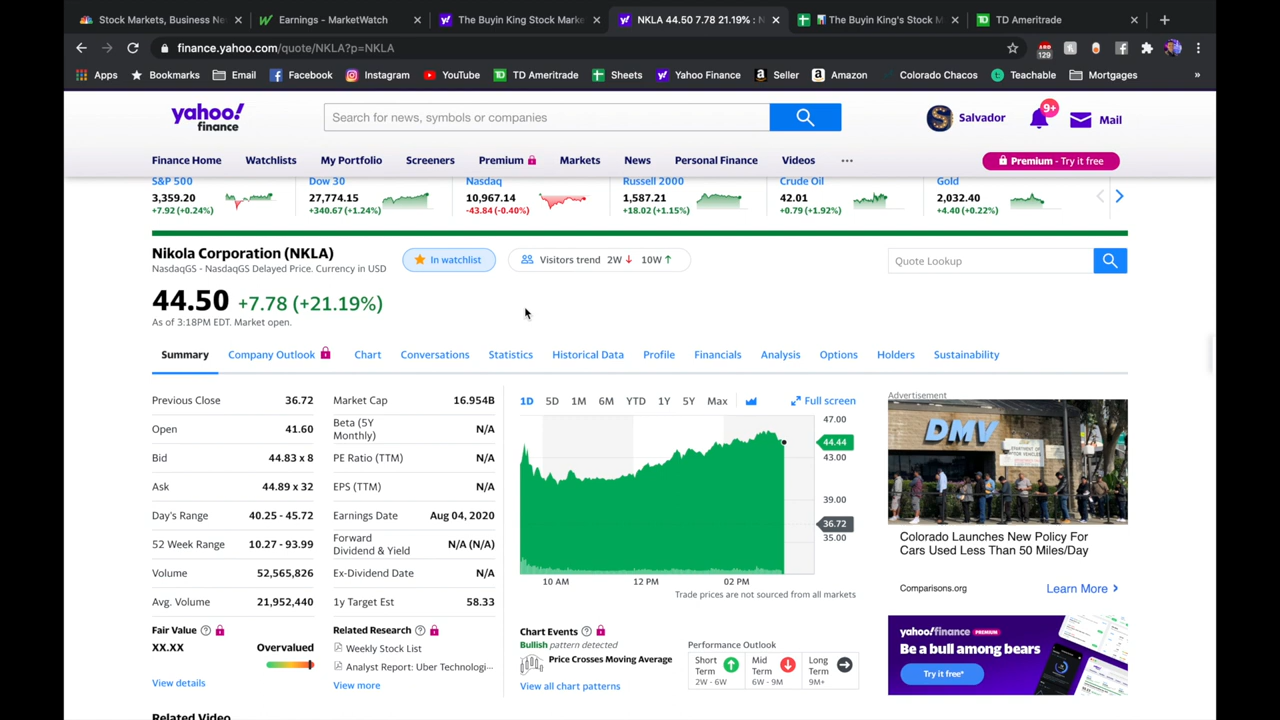 Stock Markets, Business Ne
Earnings - MarketWatch
The Buyin King Stock Marke
NKLA 44.50 7.78 21.19% : N
The Buyin King's Stock M
TD Ameritrade
finance.yahoo.com/quote/NKLA?p=NKLA
129
Apps
Bookmarks
Email
Facebook
Instagram
YouTube
TD Ameritrade
Sheets
Yahoo Finance
Seller
Amazon
Colorado Chacos
Teachable
Mortgages
»
yahoo!
finance
Search for news, symbols or companies
Salvador
9+
Mail
Finance Home
Watchlists
My Portfolio
Screeners
Premium
Markets
News
Personal Finance
Videos
Premium - Try it free
S&P 500
3,359.20
+7.92 (+0.24%)
Dow 30
27,774.15
+340.67 (+1.24%)
Nasdaq
10,967.14
-43.84 (-0.40%)
Russell 2000
1,587.21
+18.02 (+1.15%)
Crude Oil
42.01
+0.79 (+1.92%)
Gold
2,032.40
+4.40 (+0.22%)
Nikola Corporation (NKLA)
NasdaqGS - NasdaqGS Delayed Price. Currency in USD
In watchlist
Visitors trend 2W ↓ 10W ↑
Quote Lookup
44.50 +7.78 (+21.19%)
As of 3:18PM EDT. Market open.
Summary
Company Outlook
Chart
Conversations
Statistics
Historical Data
Profile
Financials
Analysis
Options
Holders
Sustainability
Previous Close 36.72
Open 41.60
Bid 44.83 x 8
Ask 44.89 x 32
Day's Range 40.25 - 45.72
52 Week Range 10.27 - 93.99
Volume 52,565,826
Avg. Volume 21,952,440
Market Cap 16.954B
Beta (5Y
Monthly) N/A
PE Ratio (TTM) N/A
EPS (TTM) N/A
Earnings Date Aug 04, 2020
Forward
Dividend & Yield N/A (N/A)
Ex-Dividend Date N/A
1y Target Est 58.33
Fair Value
XX.XX Overvalued
View details
Related Research
Weekly Stock List
Analyst Report: Uber Technologi...
View more
1D 5D 1M 6M YTD 1Y 5Y Max
Full screen
47.00
44.44
43.00
39.00
36.72
35.00
10 AM 12 PM 02 PM
Trade prices are not sourced from all markets
Chart Events
Bullish pattern detected
Price Crosses Moving Average
View all chart patterns
Performance Outlook
Short
Term
2W - 6W
Mid
Term
6W - 9M
Long
Term
9M+
Advertisement
DMV
Colorado Launches New Policy For
Cars Used Less Than 50 Miles/Day
Comparisons.org
Learn More
yahoo!finance PREMIUM
Be a bull among bears
Try it free*
Related Video